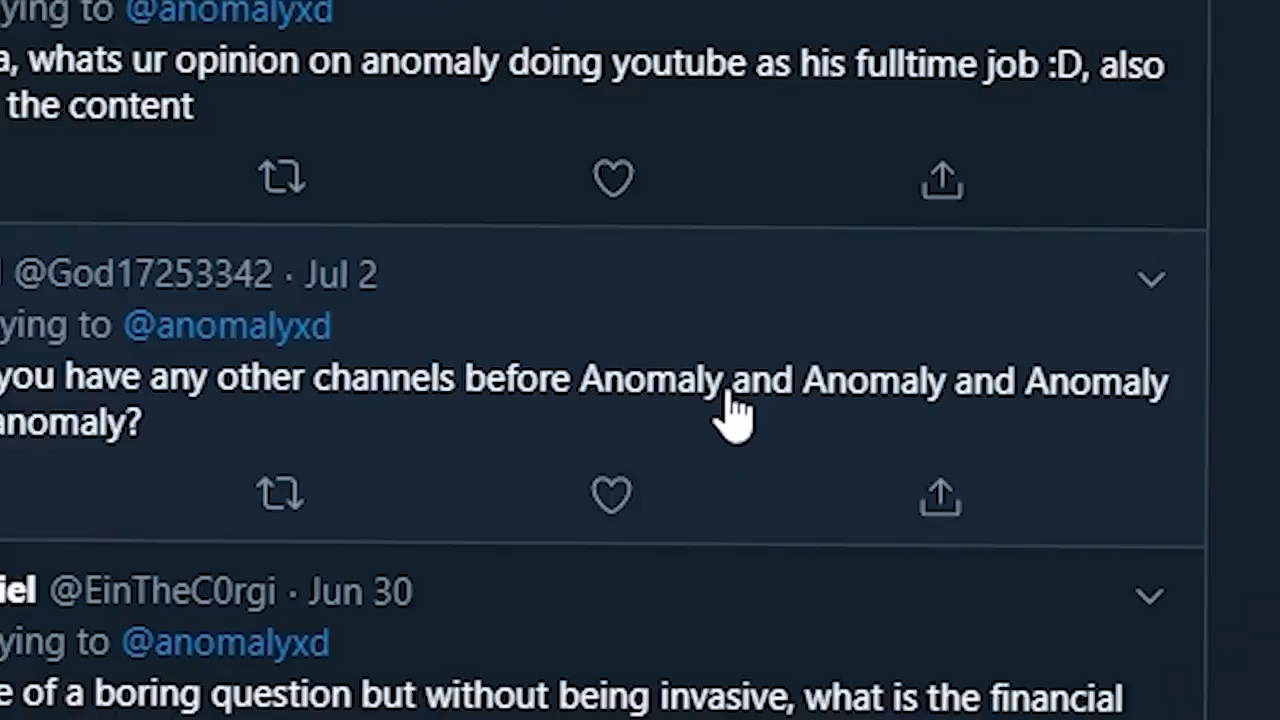 ying to @anomalyxd
a, whats ur opinion on anomaly doing youtube as his fulltime job :D, also
the content
@God17253342 · Jul 2
ying to @anomalyxd
you have any other channels before Anomaly and Anomaly and Anomaly
anomaly?
iel @EinTheC0rgi · Jun 30
ying to @anomalyxd
e of a boring question but without being invasive, what is the financial